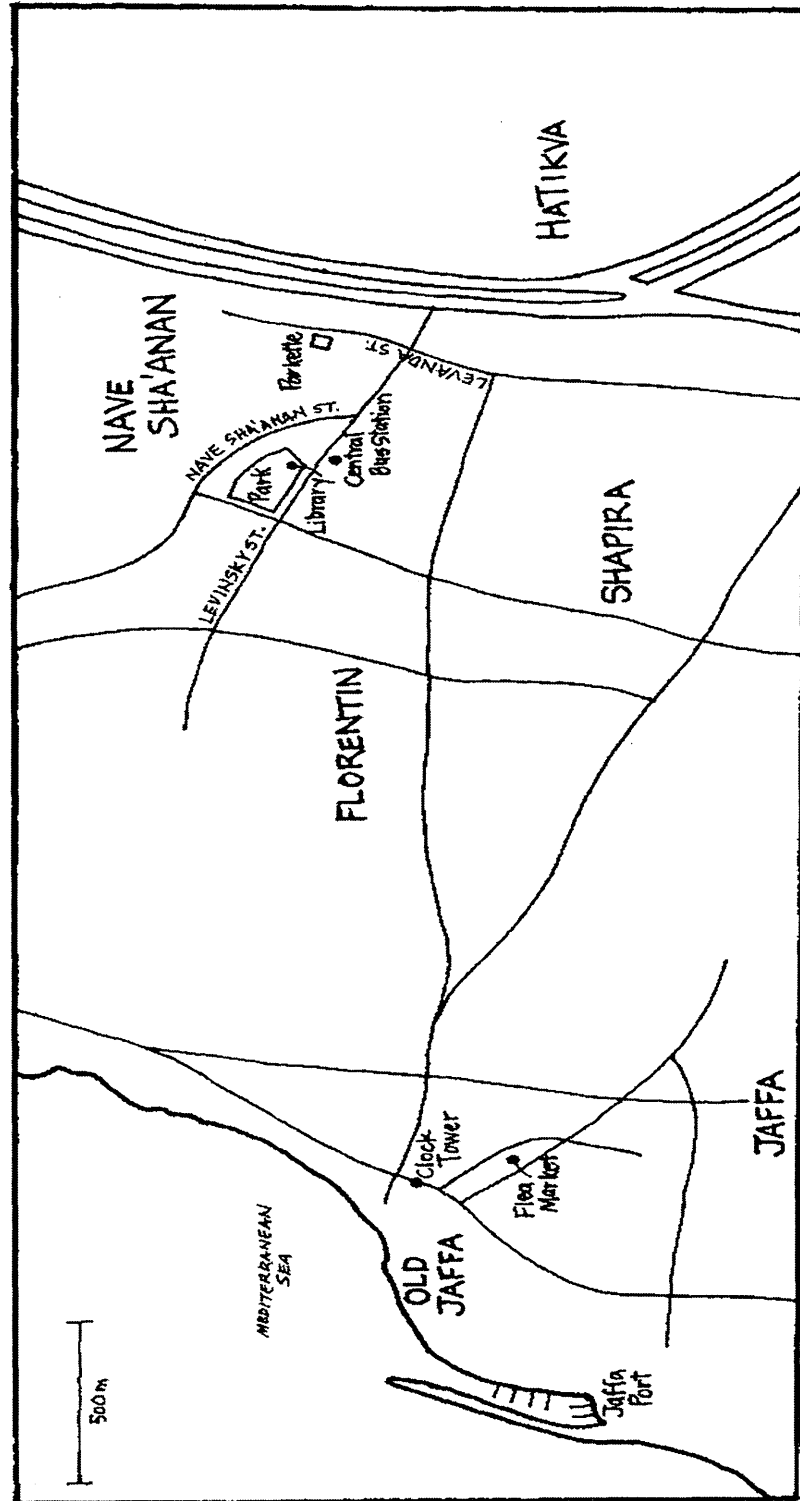 500m
MEDITERRANEAN
SEA
OLD
JAFFA
Jaffa
Port
Clock
Tower
Flea
Market
JAFFA
FLORENTIN
LEVINSKY ST.
NAVE
SHA'ANAN
NAVE SHA'ANAN ST.
Park
Library
Central
Bus Station
Parkette
LEVANDA ST.
SHAPIRA
HATIKVA